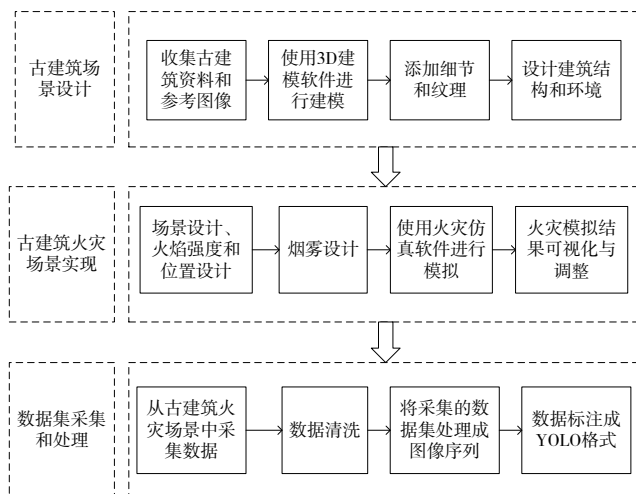 古建筑场
景设计
收集古建
筑资料和
参考图像
使用3D建
模软件进
行建模
添加细节
和纹理
设计建筑结
构和环境
古建筑火灾
场景实现
场景设计、
火焰强度和
位置设计
烟雾设计
使用火灾仿
真软件进行
模拟
火灾模拟结
果可视化与
调整
数据集采集
和处理
从古建筑火
灾场景中采
集数据
数据清洗
将采集的数
据集处理成
图像序列
数据标注成
YOLO格式